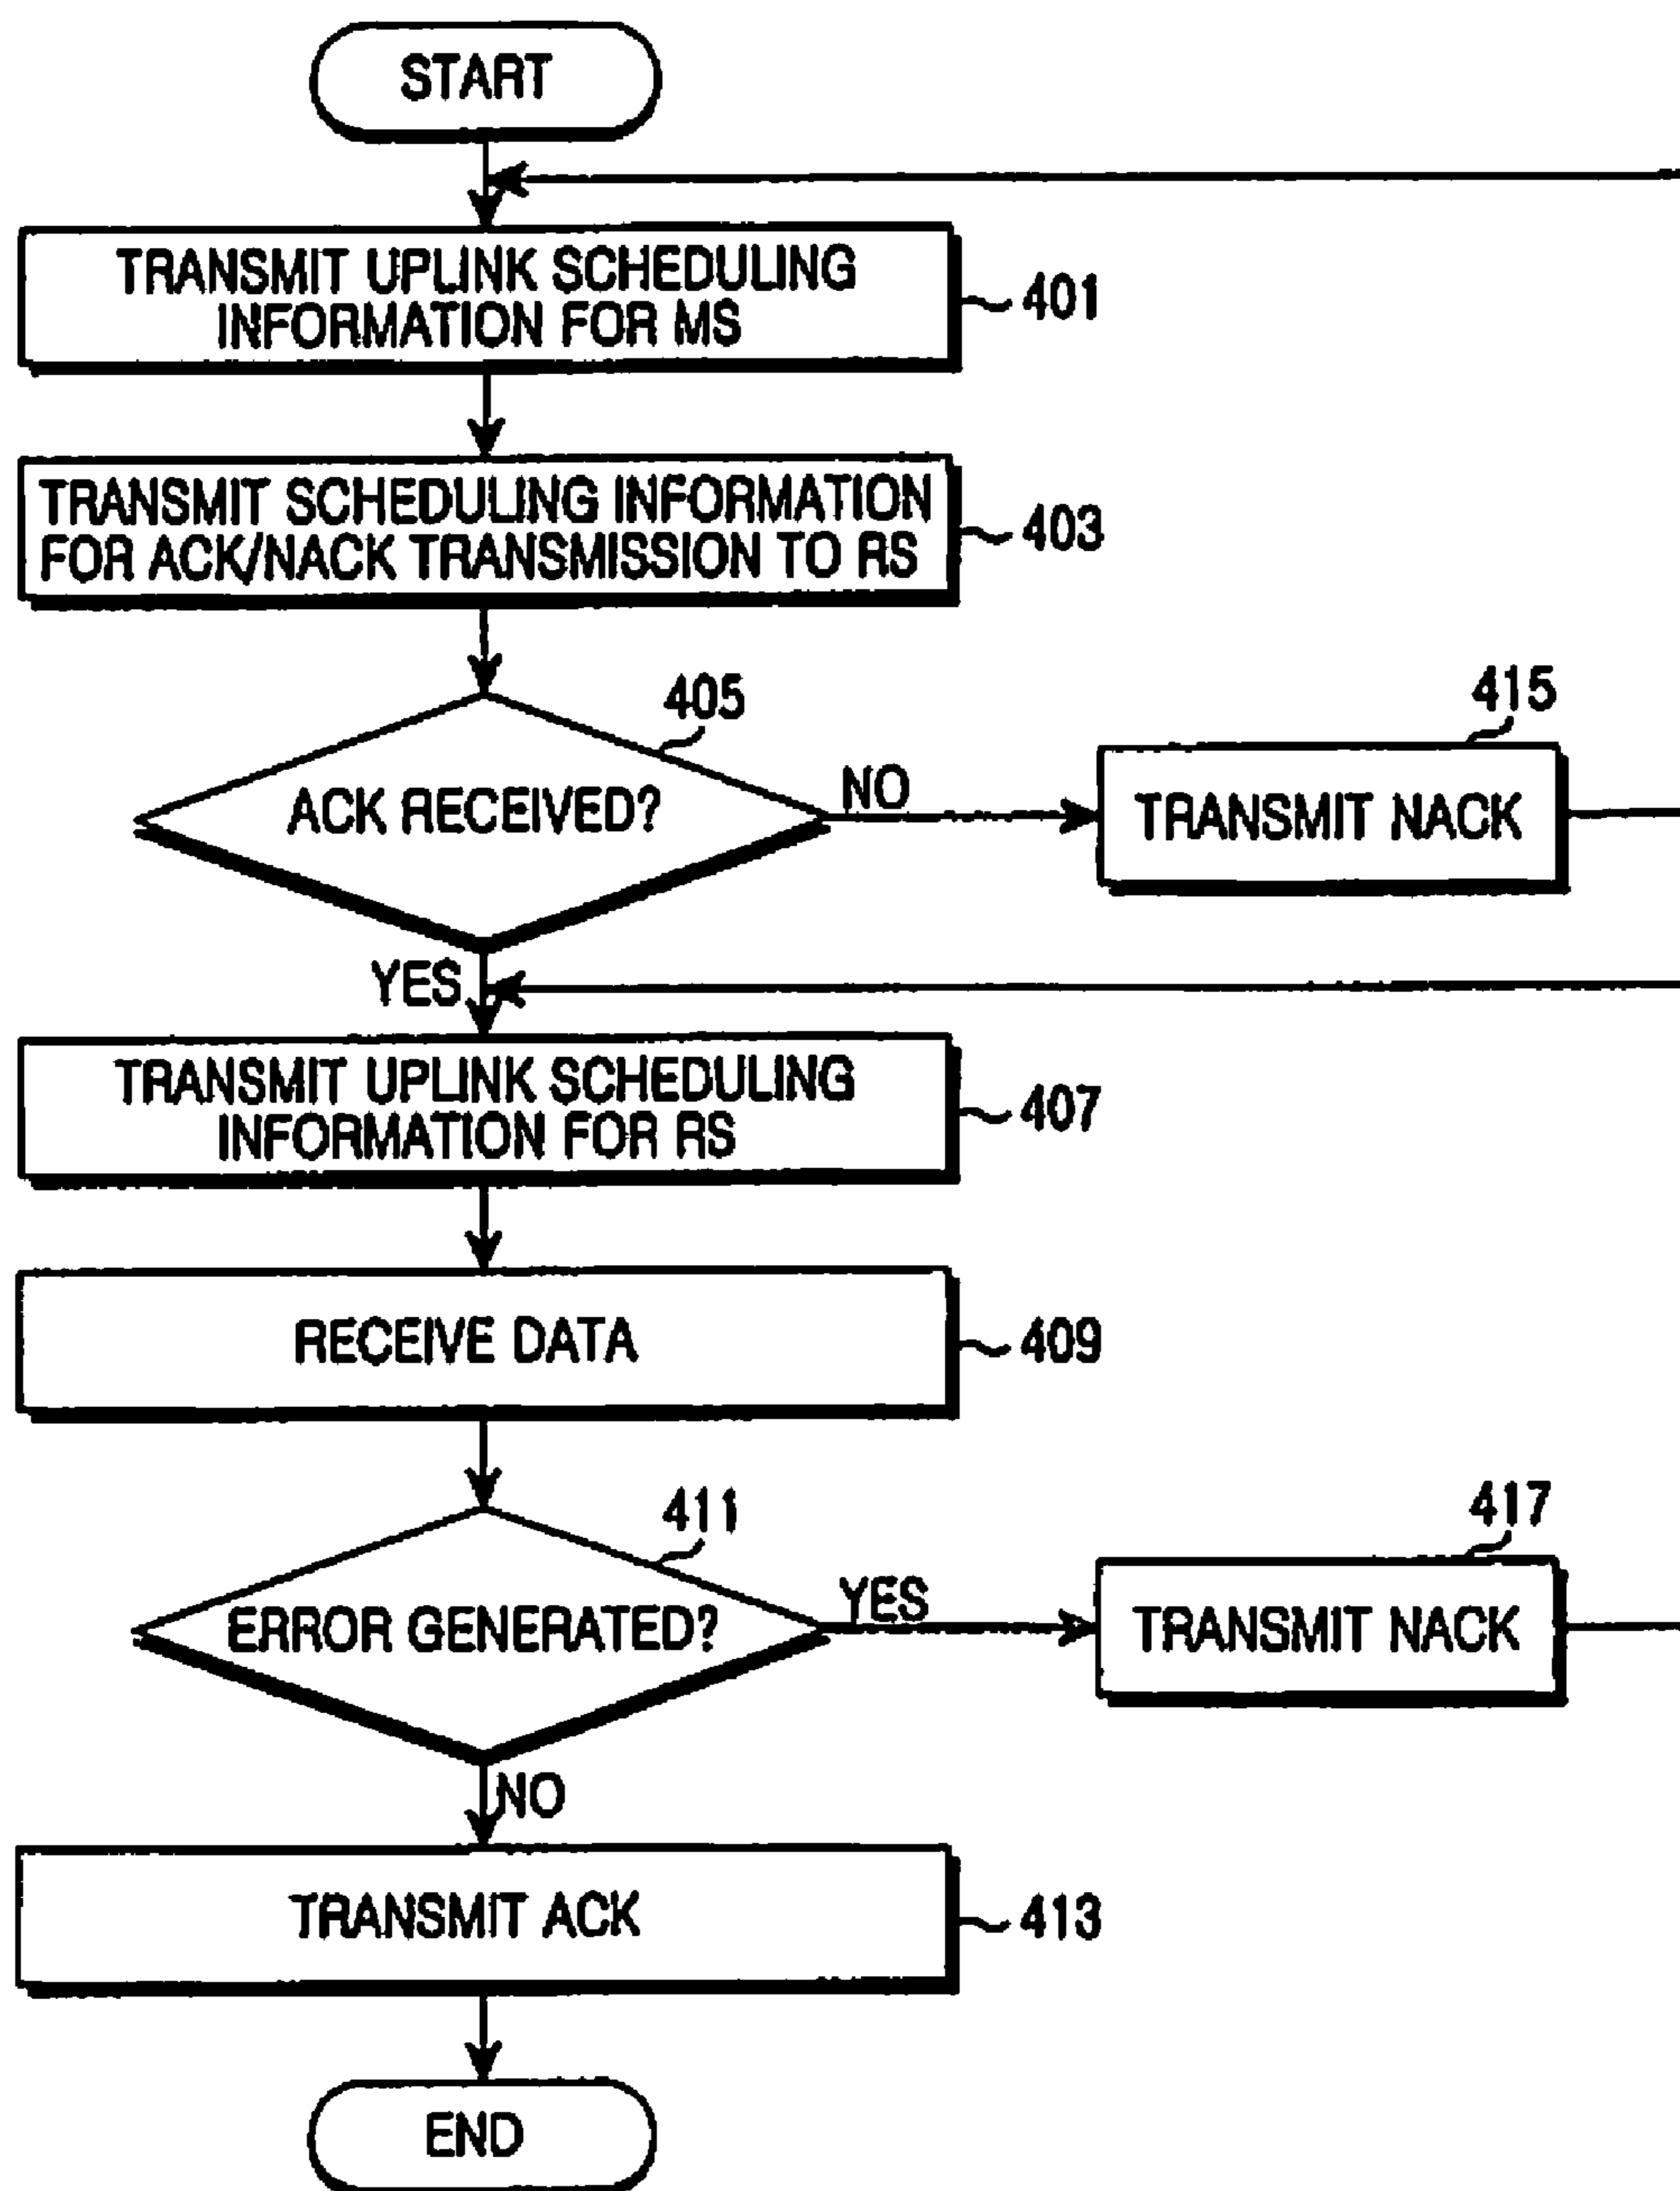 START
TRANSMIT UPLINK SCHEDULING
INFORMATION FOR MS
401
TRANSMIT SCHEDULING INFORMATION
FOR ACK/NACK TRANSMISSION TO RS
403
405
ACK RECEIVED?
NO
415
TRANSMIT NACK
YES
TRANSMIT UPLINK SCHEDULING
INFORMATION FOR RS
407
RECEIVE DATA
409
411
ERROR GENERATED?
YES
417
TRANSMIT NACK
NO
TRANSMIT ACK
413
END